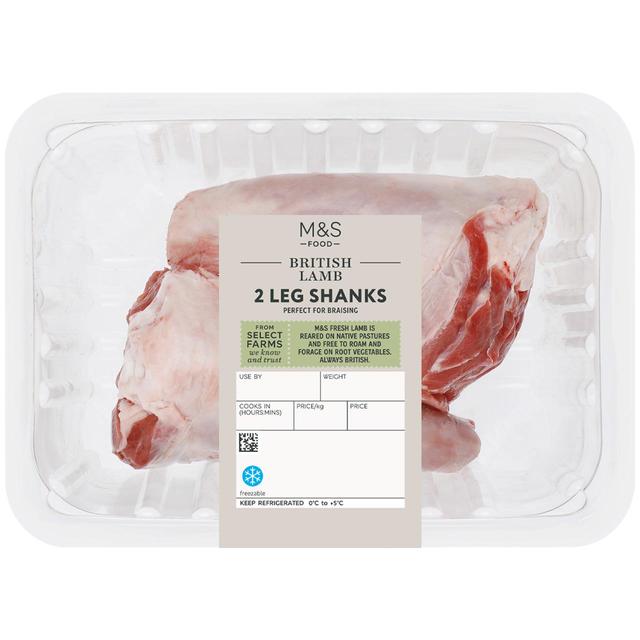 M&S
FOOD
BRITISH
LAMB
2 LEG SHANKS
PERFECT FOR BRAISING
FROM
SELECT
FARMS
we know
and trust
M&S FRESH LAMB IS
REARED ON NATIVE PASTURES
AND FREE TO ROAM AND
FORAGE ON ROOT VEGETABLES.
ALWAYS BRITISH.
USE BY
WEIGHT
COOKS IN
(HOURS:MINS)
PRICE/kg
PRICE
freezable
KEEP REFRIGERATED 0°C to +5°C